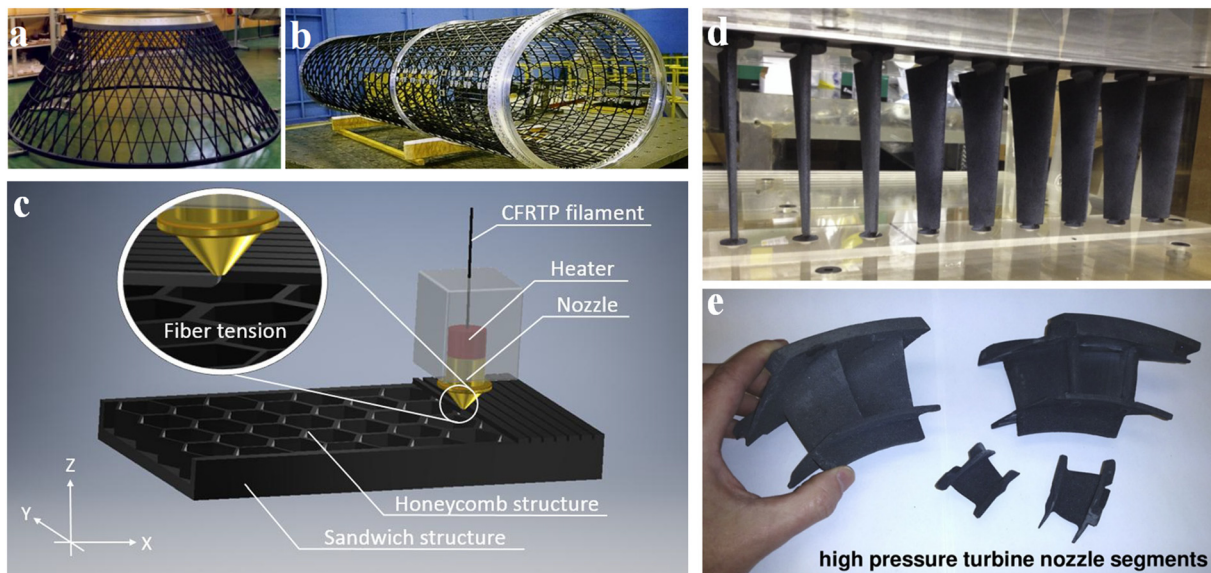 a
b
c
CFRTP filament
Heater
Nozzle
Fiber tension
Honeycomb structure
Sandwich structure
Z
Y
X
d
e
high pressure turbine nozzle segments